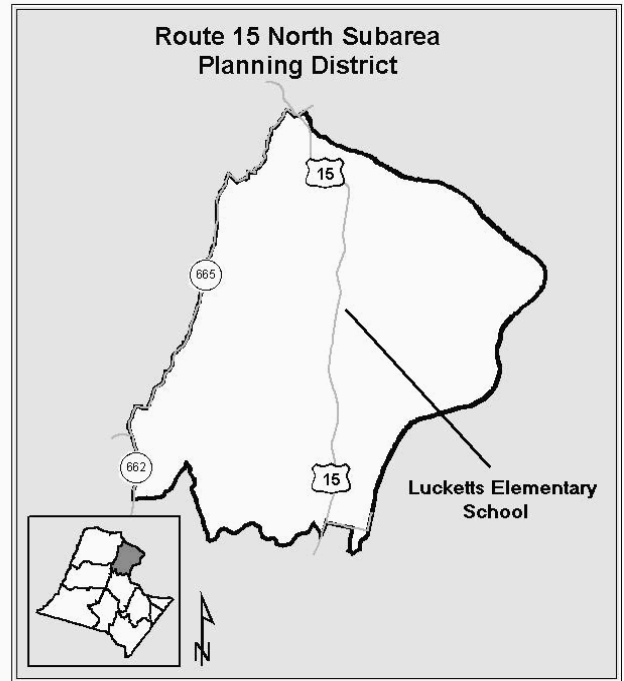 Route 15 North Subarea
Planning District
15
665
662
15
Lucketts Elementary
School
N